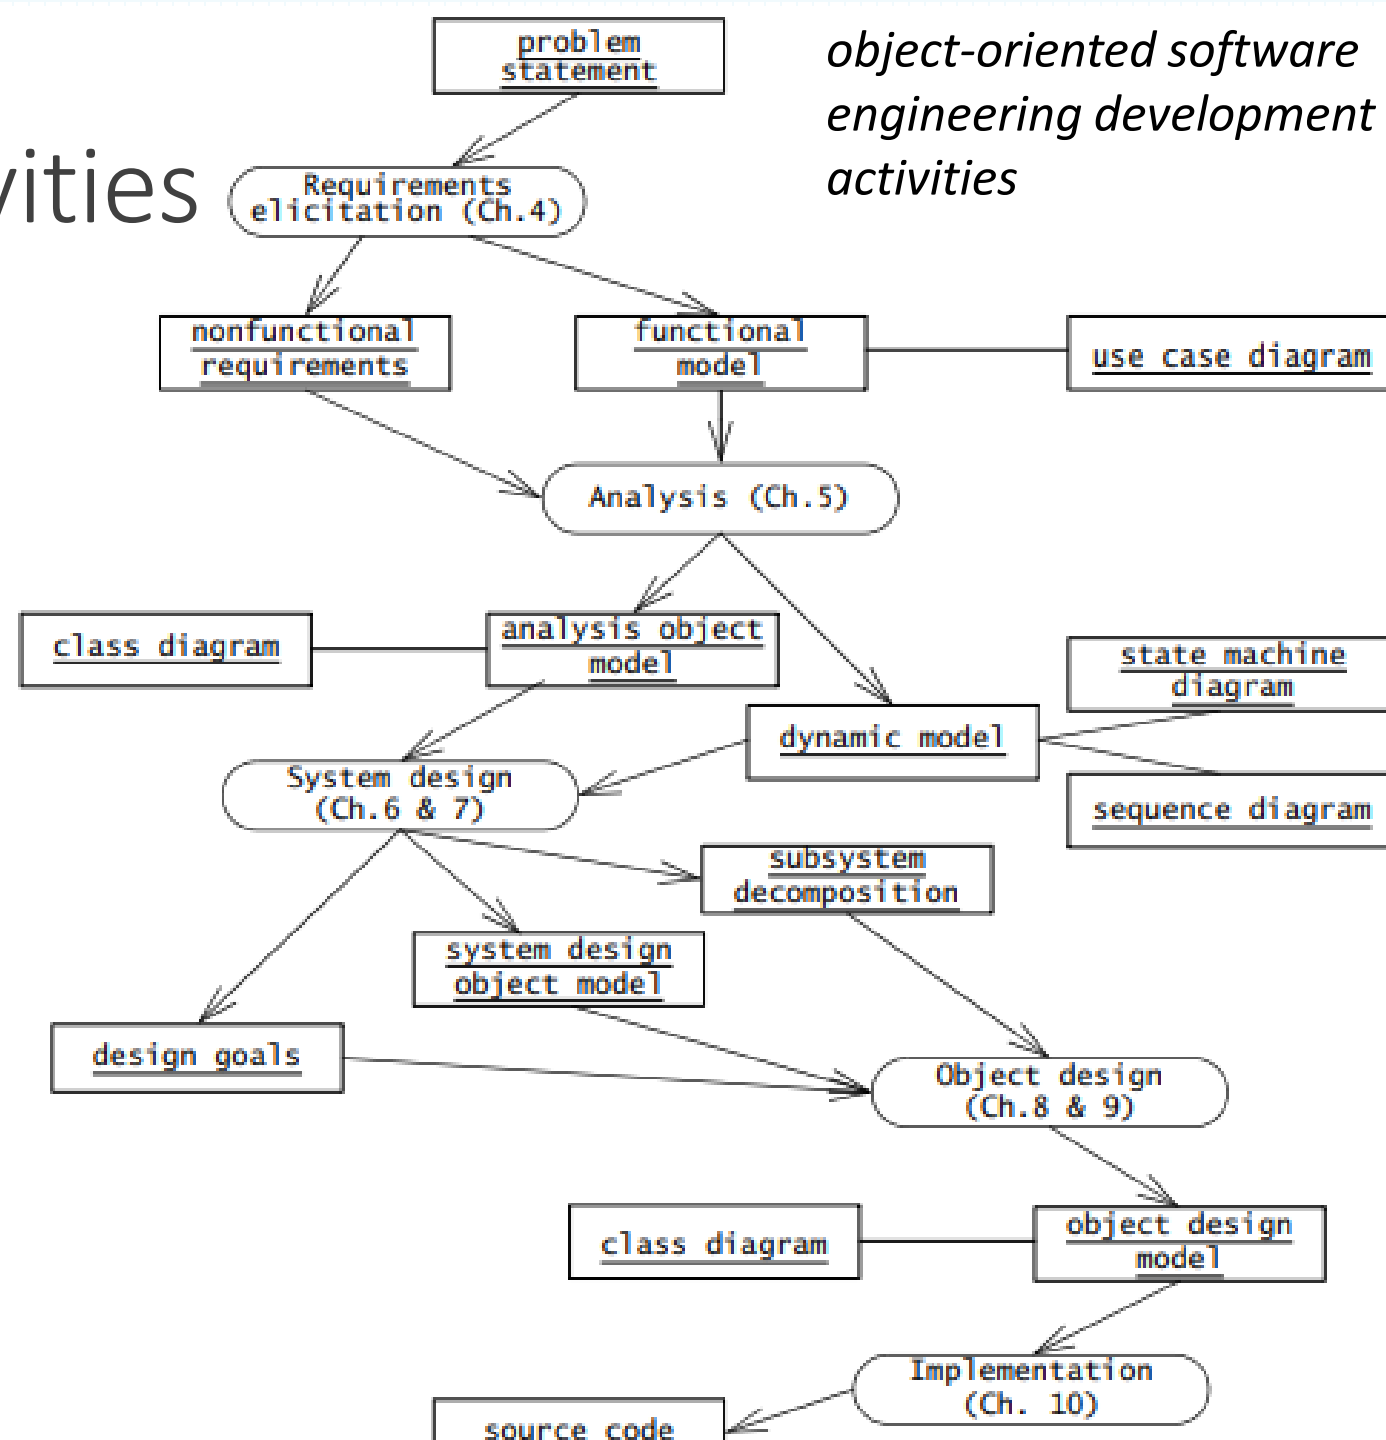 problem
statement
object-oriented software
engineering development
activities
vities
Requirements
elicitation (Ch.4)
nonfunctional
requirements
functional
model
use case diagram
Analysis (Ch.5)
class diagram
analysis object
model
state machine
diagram
dynamic model
System design
(Ch.6 & 7)
sequence diagram
subsystem
decomposition
system design
object model
design goals
Object design
(Ch.8 & 9)
class diagram
object design
model
Implementation
(Ch. 10)
source code